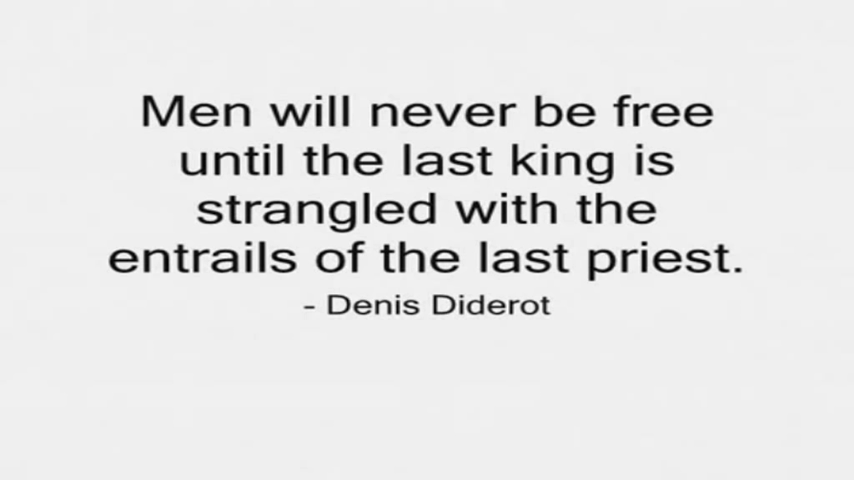 Men will never be free
until the last king is
strangled with the
entrails of the last priest.
- Denis Diderot